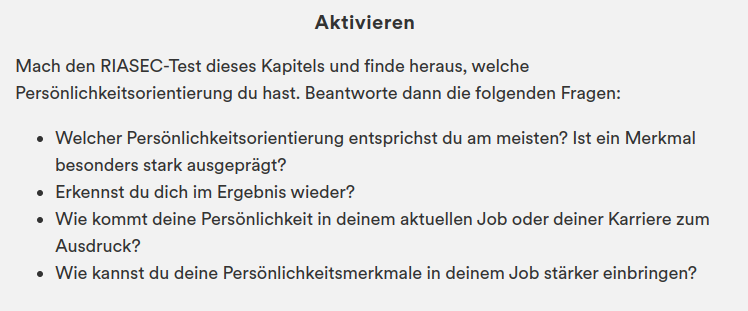 Aktivieren
Mach den RIASEC-Test dieses Kapitels und finde heraus, welche
Persönlichkeitsorientierung du hast. Beantworte dann die folgenden Fragen:
• Welcher Persönlichkeitsorientierung entsprichst du am meisten? Ist ein Merkmal
besonders stark ausgeprägt?
• Erkennst du dich im Ergebnis wieder?
• Wie kommt deine Persönlichkeit in deinem aktuellen Job oder deiner Karriere zum
Ausdruck?
• Wie kannst du deine Persönlichkeitsmerkmale in deinem Job stärker einbringen?